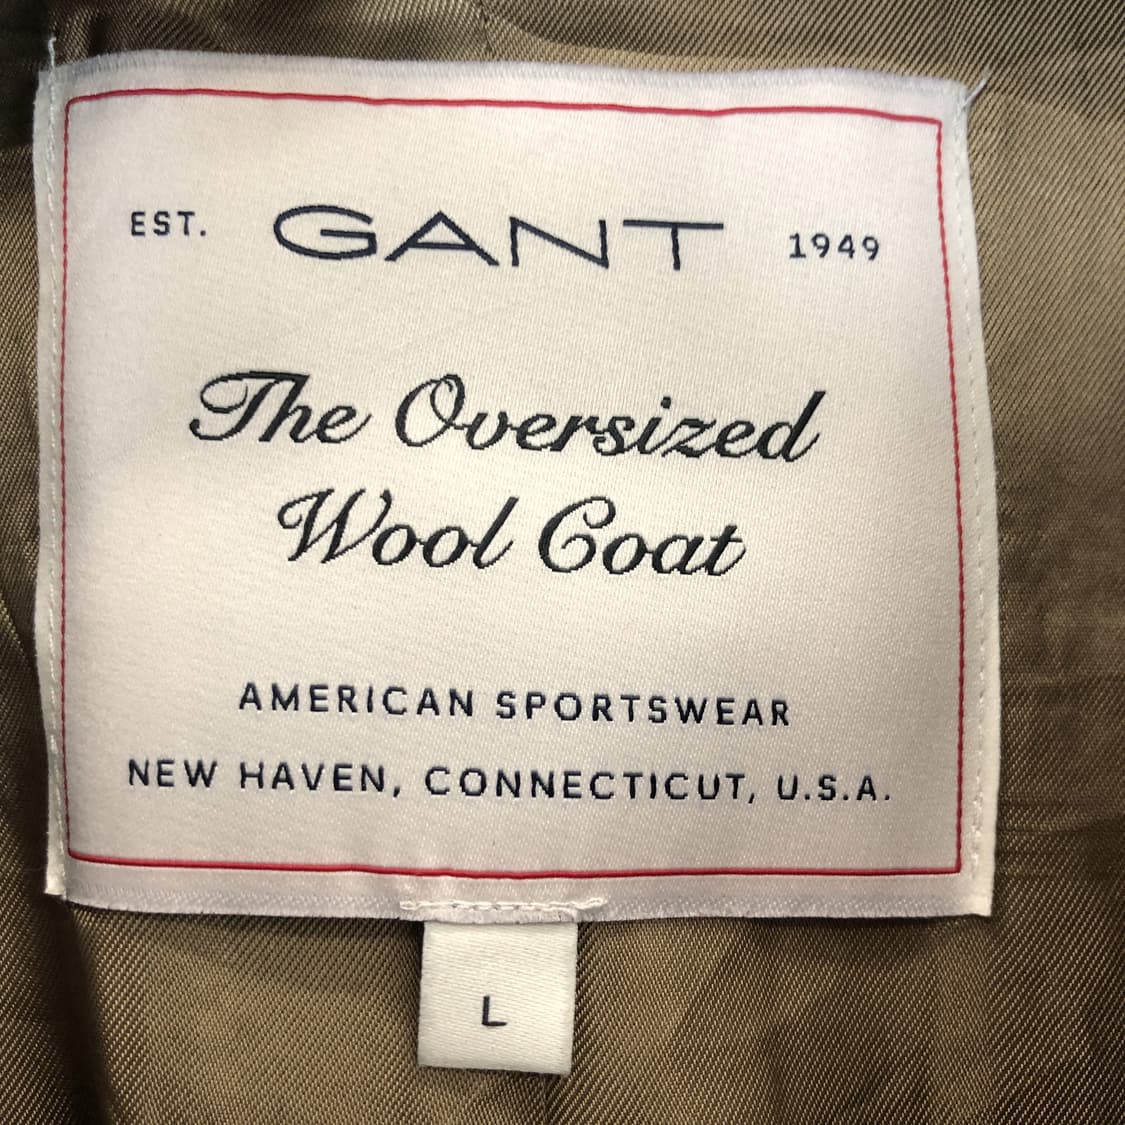 EST. GANT 1949
The Oversized
Wool Coat
AMERICAN SPORTSWEAR
NEW HAVEN, CONNECTICUT, U.S.A.
L